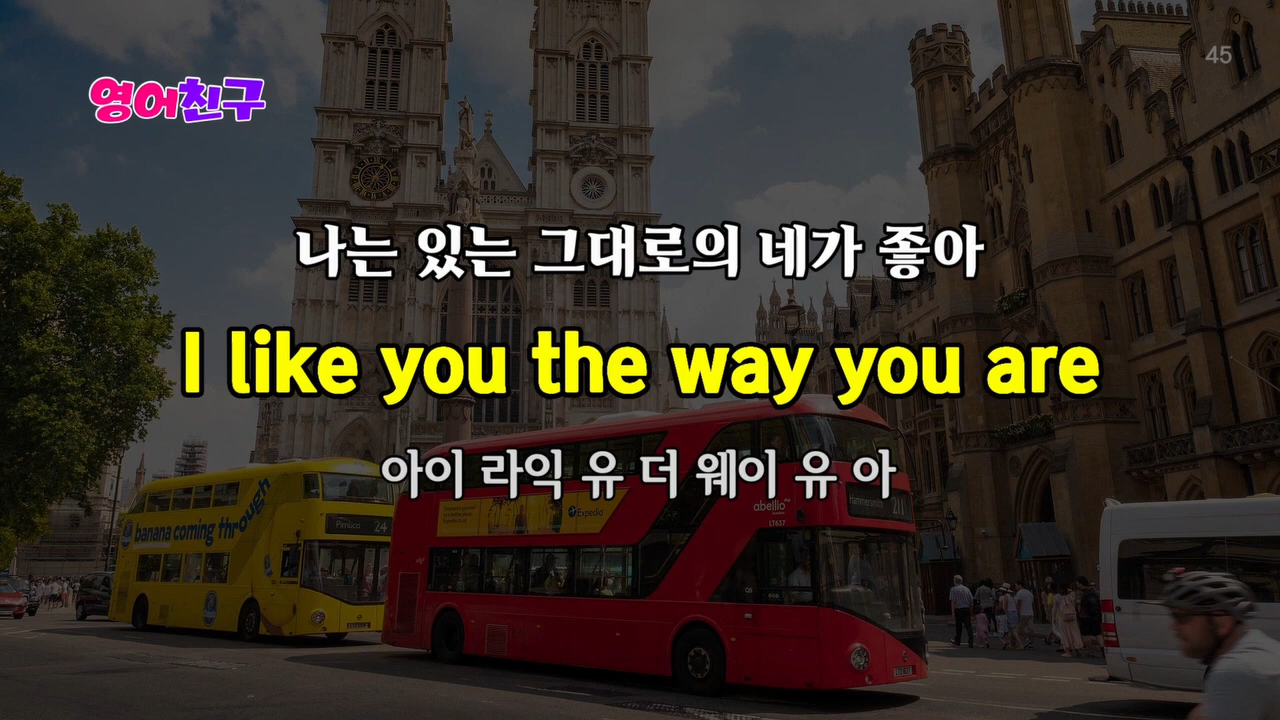 45
영어친구
나는 있는 그대로의 네가 좋아
I like you the way you are
아이 라익 유 더 웨이 유 아
banana coming through
Pimlico 24
Expedia
abellio
LT637
Hammersmith 211